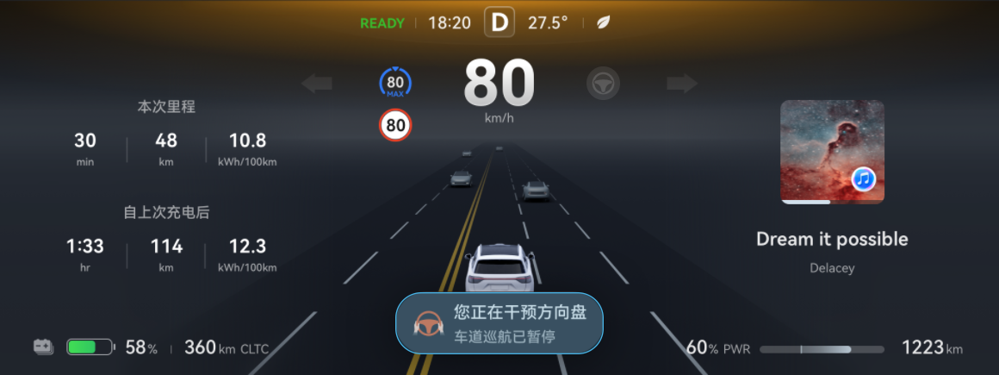 READY 18:20 D 27.5°
80 MAX
80
km/h
80
本次里程
30 48 10.8
min km kWh/100km
自上次充电后
1:33 114 12.3
hr km kWh/100km
Dream it possible
Delacey
您正在干预方向盘
车道巡航已暂停
58% 360 km CLTC
60% PWR 1223 km